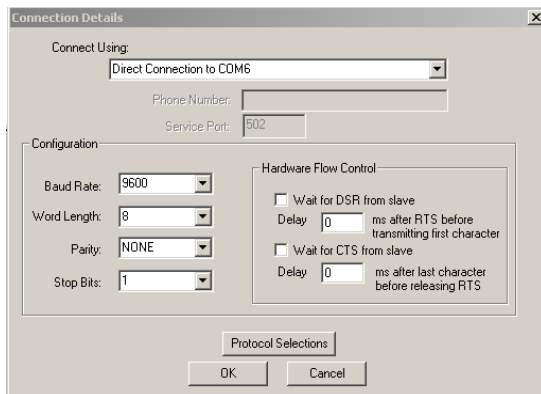 Connection Details
Connect Using:
Direct Connection to COM6
Phone Number:
Service Port: 502
Configuration
Baud Rate: 9600
Word Length: 8
Parity: NONE
Stop Bits: 1
Hardware Flow Control
Wait for DSR from slave
Delay 0 ms after RTS before
transmitting first character
Wait for CTS from slave
Delay 0 ms after last character
before releasing RTS
Protocol Selections
OK Cancel